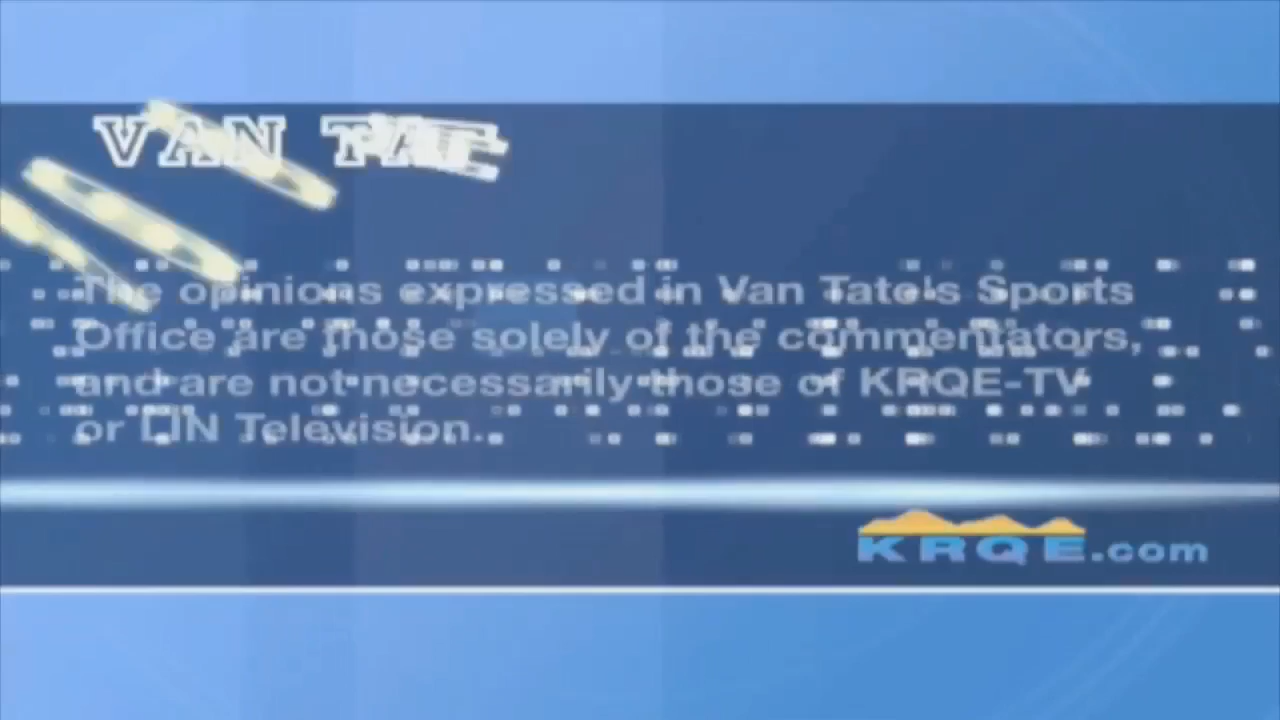 VAN TATE
The opinions expressed in Van Tate's Sports
Office are those solely of the commentators,
and are not necessarily those of KRQE-TV
or LIN Television.
KRQE.com